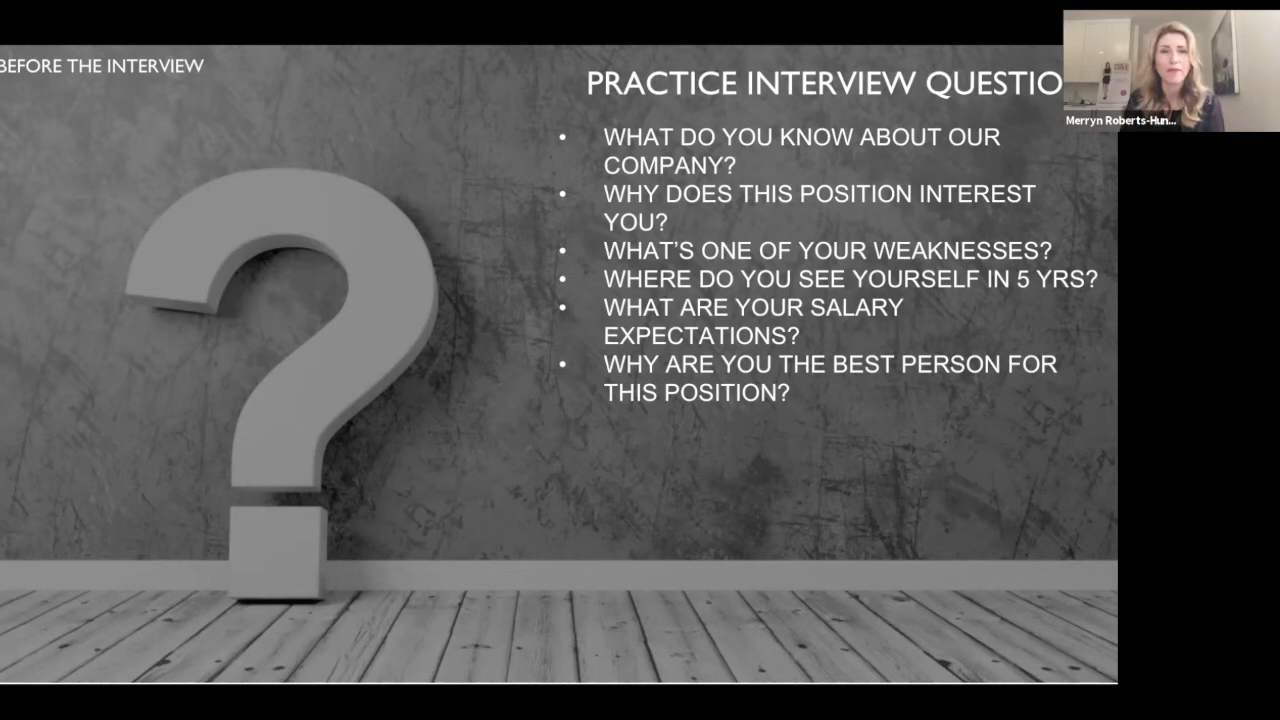 BEFORE THE INTERVIEW
PRACTICE INTERVIEW QUESTIO
• WHAT DO YOU KNOW ABOUT OUR
COMPANY?
• WHY DOES THIS POSITION INTEREST
YOU?
• WHAT’S ONE OF YOUR WEAKNESSES?
• WHERE DO YOU SEE YOURSELF IN 5 YRS?
• WHAT ARE YOUR SALARY
EXPECTATIONS?
• WHY ARE YOU THE BEST PERSON FOR
THIS POSITION?
Merryn Roberts-Hun...